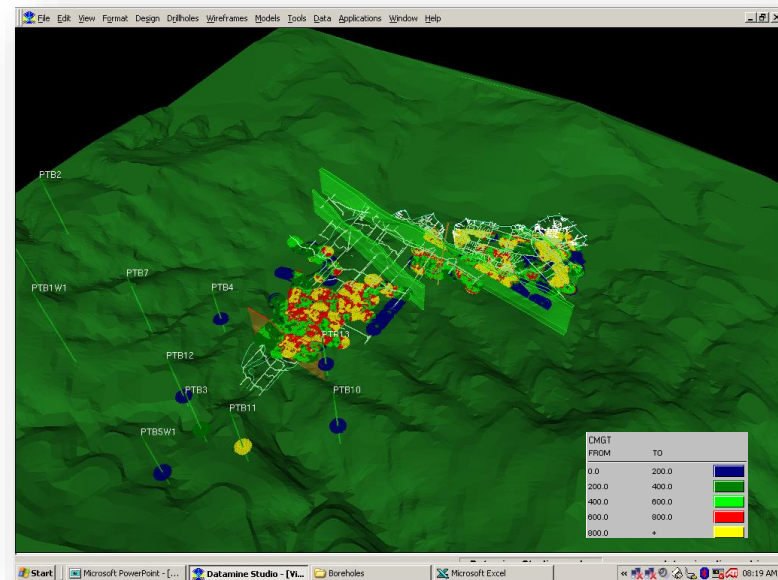 File Edit View Format Design Drillholes Wireframes Models Tools Data Applications Window Help
PTB2
PTB1W1
PTB7
PTB4
PTB13
PTB12
PTB3
PTB10
PTB11
PTB5W1
CMGT
FROM TO
0.0 200.0
200.0 400.0
400.0 600.0
600.0 800.0
800.0 +
Start Microsoft PowerPoint - [... Datamine Studio - [Vi... Boreholes Microsoft Excel « 08:19 AM